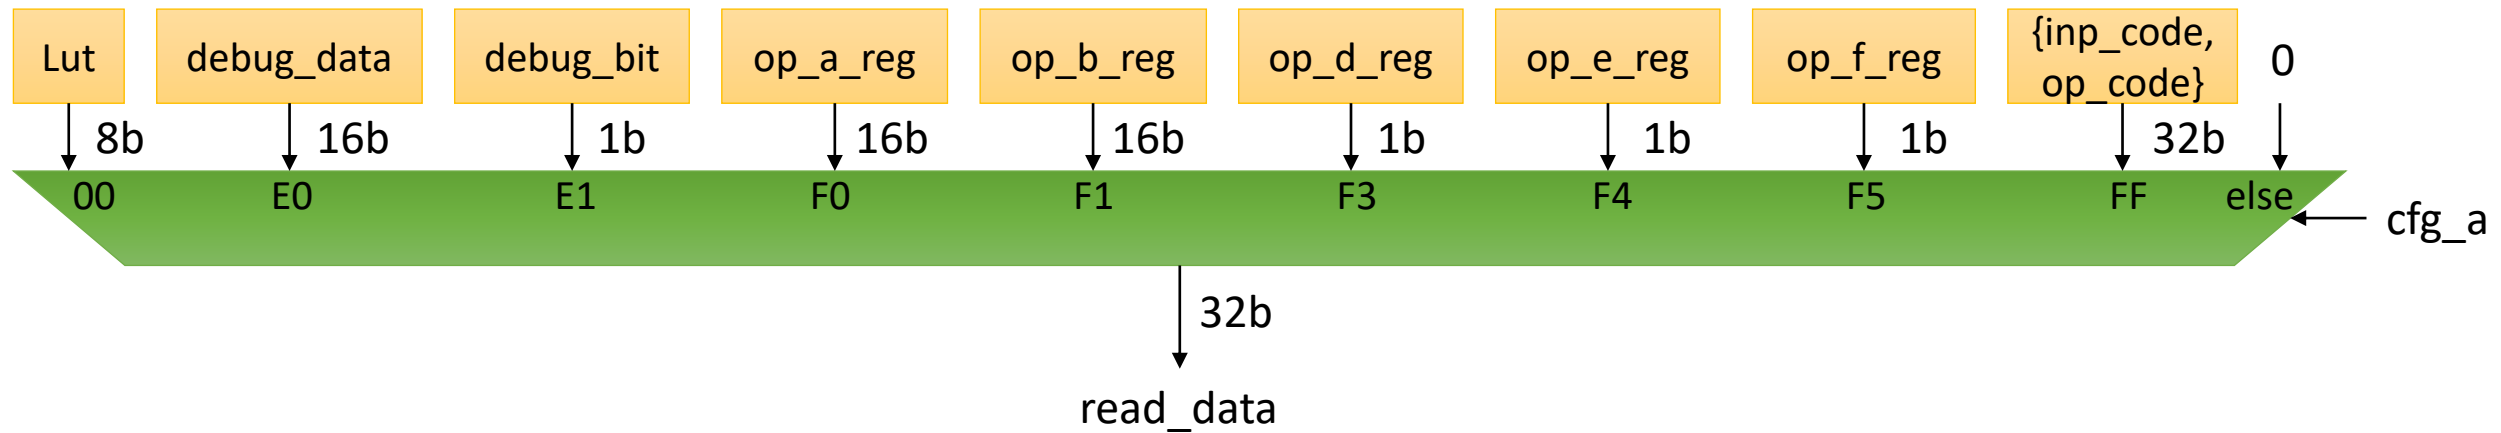 Lut
debug_data
debug_bit
op_a_reg
op_b_reg
op_d_reg
op_e_reg
op_f_reg
{inp_code,
op_code}
0
8b
16b
1b
16b
16b
1b
1b
1b
32b
00
E0
E1
F0
F1
F3
F4
F5
FF
else
cfg_a
32b
read_data